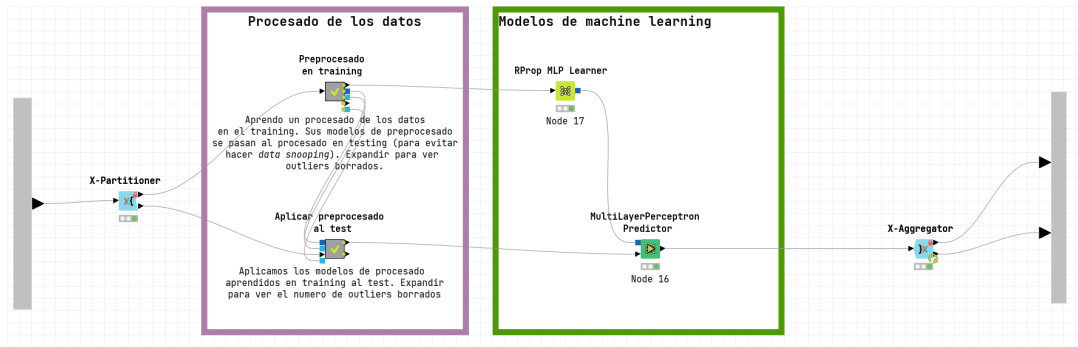 Procesado de los datos
Modelos de machine learning
Preprocesado
en training
RProp MLP Learner
Node 17
Aprendo un procesado de los datos
en el training. Sus modelos de preprocesado
se pasan al procesado en testing (para evitar
hacer data snooping). Expandir para ver
outliers borrados.
X-Partitioner
Aplicar preprocesado
al test
MultiLayerPerceptron
Predictor
Node 16
X-Aggregator
Aplicamos los modelos de procesado
aprendidos en training al test. Expandir
para ver el numero de outliers borrados